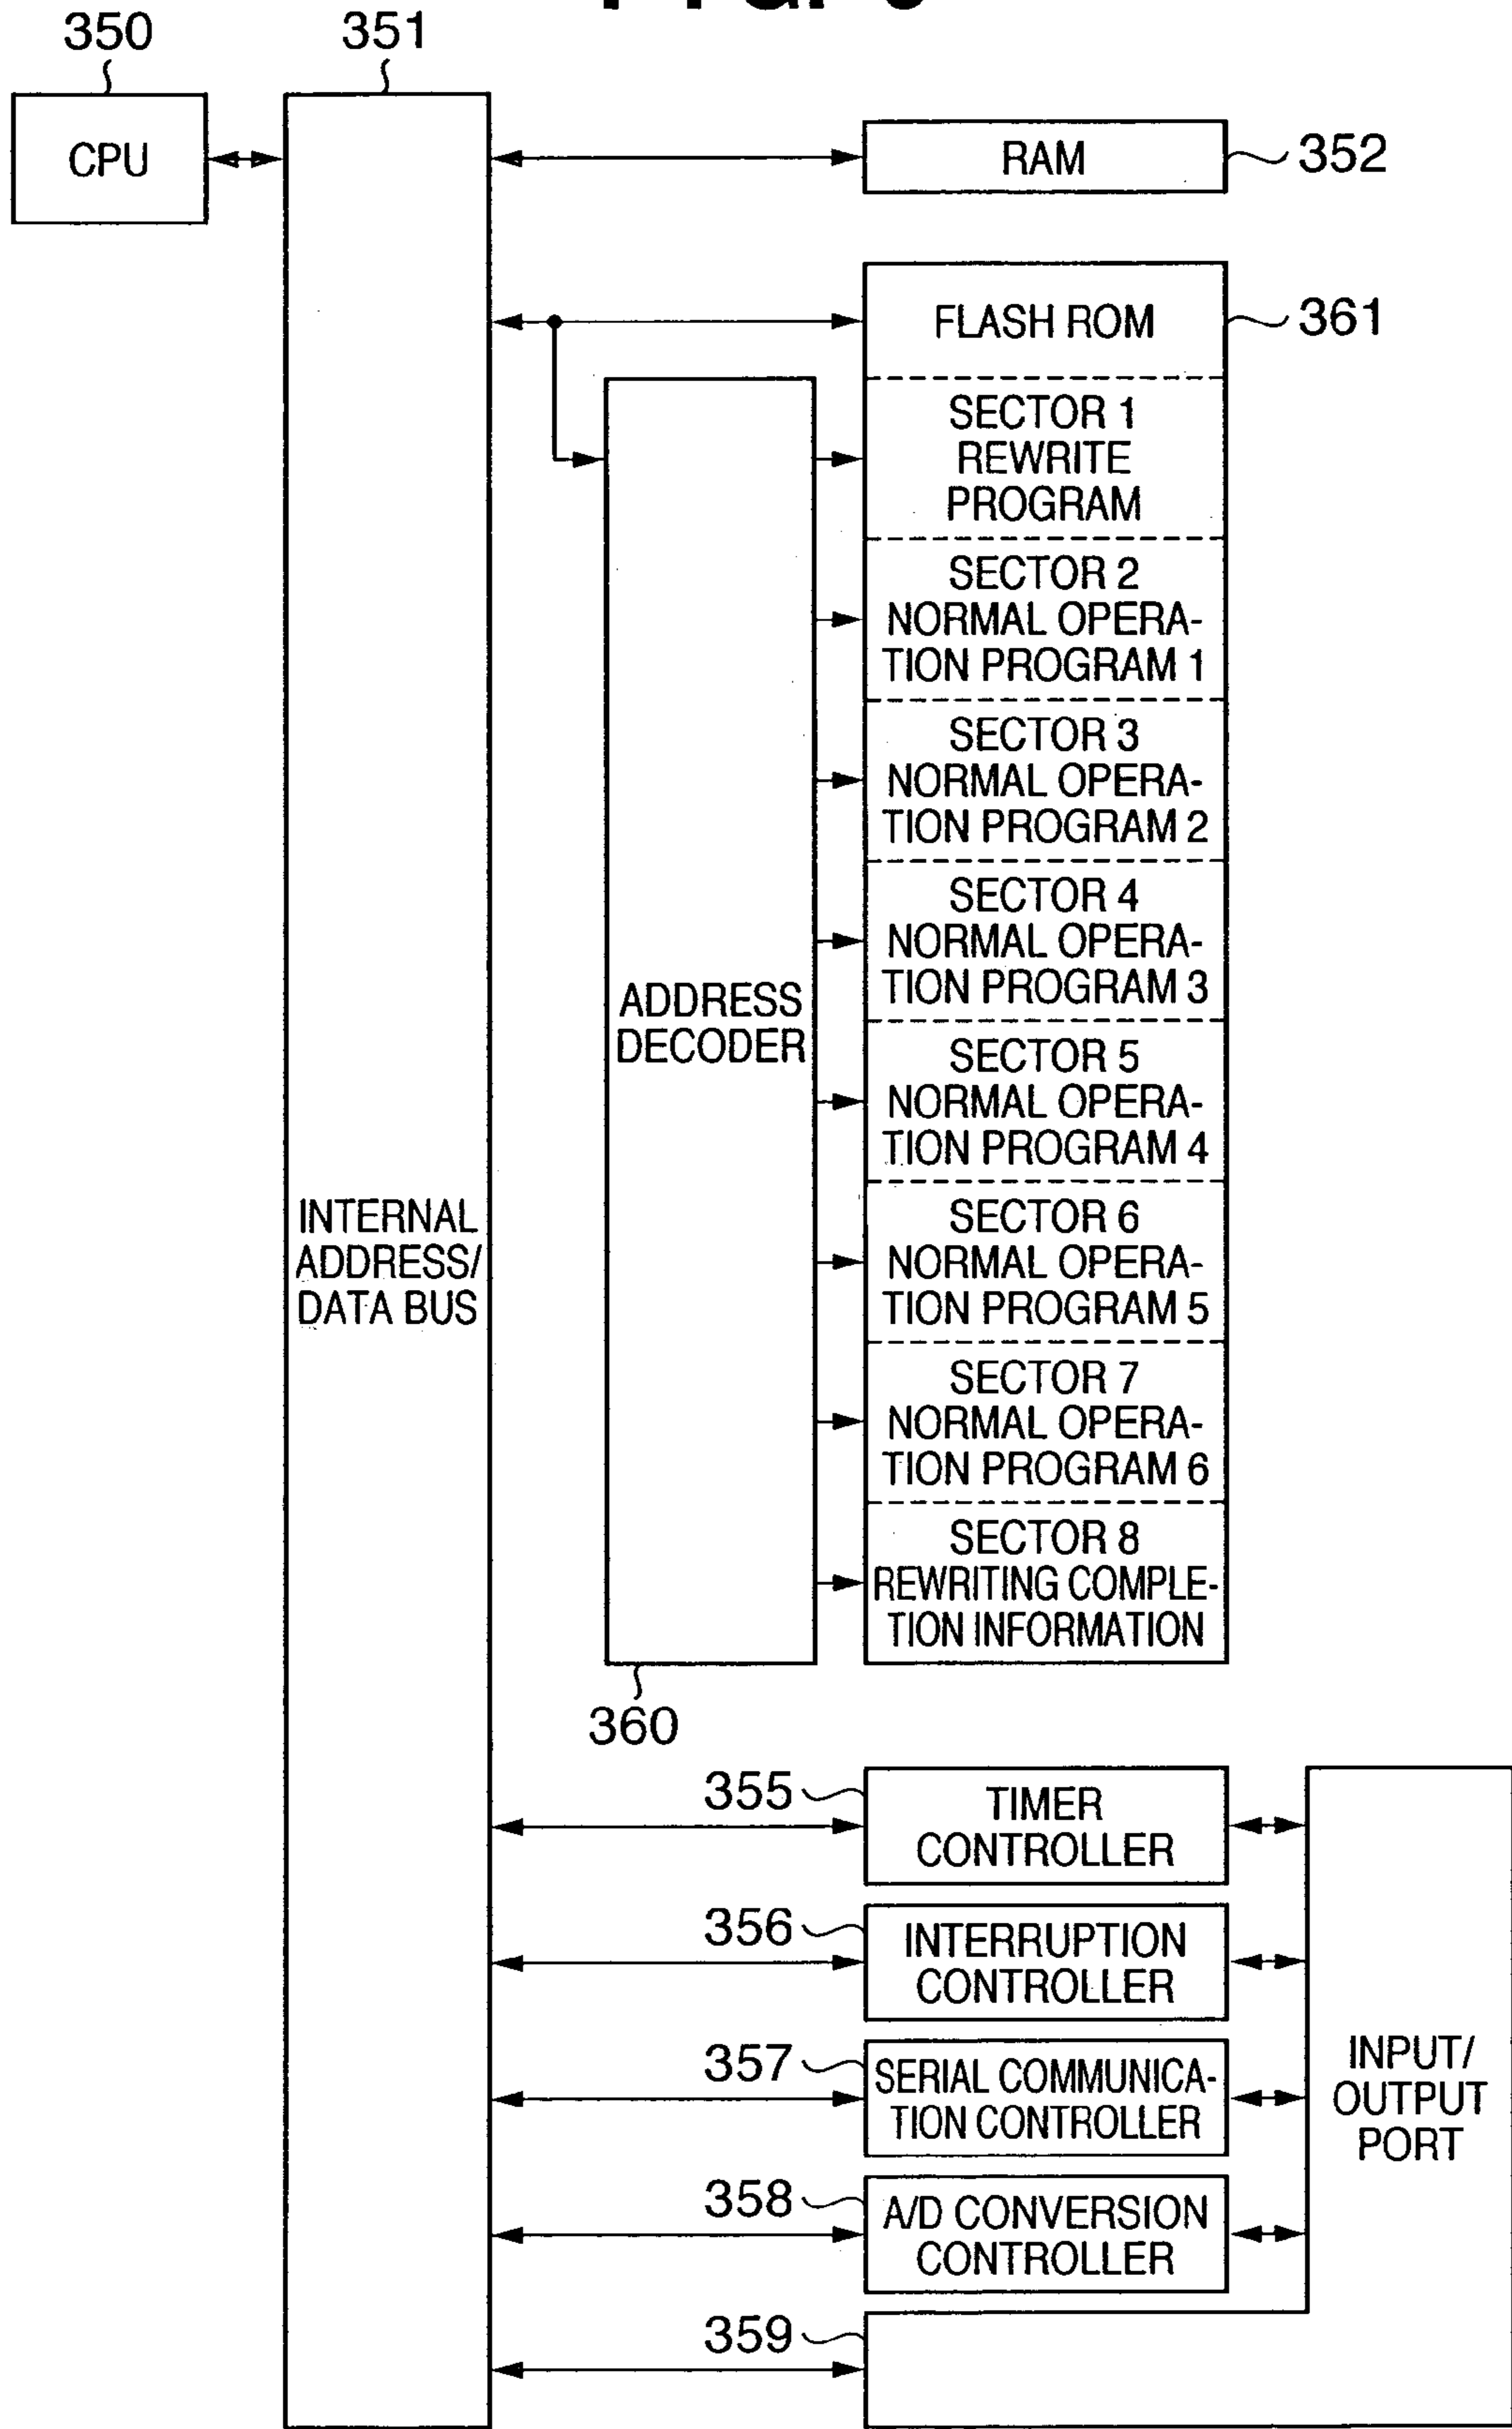 350
351
CPU
RAM
352
FLASH ROM
361
SECTOR 1
REWRITE
PROGRAM
SECTOR 2
NORMAL OPERA-
TION PROGRAM 1
SECTOR 3
NORMAL OPERA-
TION PROGRAM 2
SECTOR 4
NORMAL OPERA-
TION PROGRAM 3
ADDRESS
DECODER
SECTOR 5
NORMAL OPERA-
TION PROGRAM 4
INTERNAL
ADDRESS/
DATA BUS
SECTOR 6
NORMAL OPERA-
TION PROGRAM 5
SECTOR 7
NORMAL OPERA-
TION PROGRAM 6
SECTOR 8
REWRITING COMPLE-
TION INFORMATION
360
355
TIMER
CONTROLLER
356
INTERRUPTION
CONTROLLER
357
SERIAL COMMUNICA-
TION CONTROLLER
INPUT/
OUTPUT
PORT
358
A/D CONVERSION
CONTROLLER
359